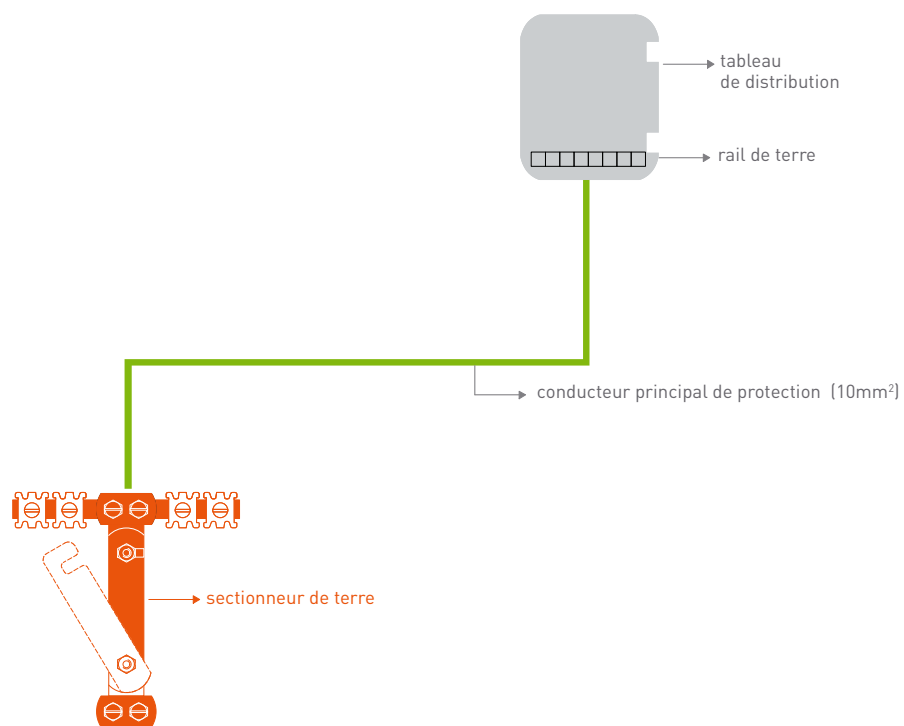 tableau
de distribution
rail de terre
conducteur principal de protection (10mm²)
sectionneur de terre